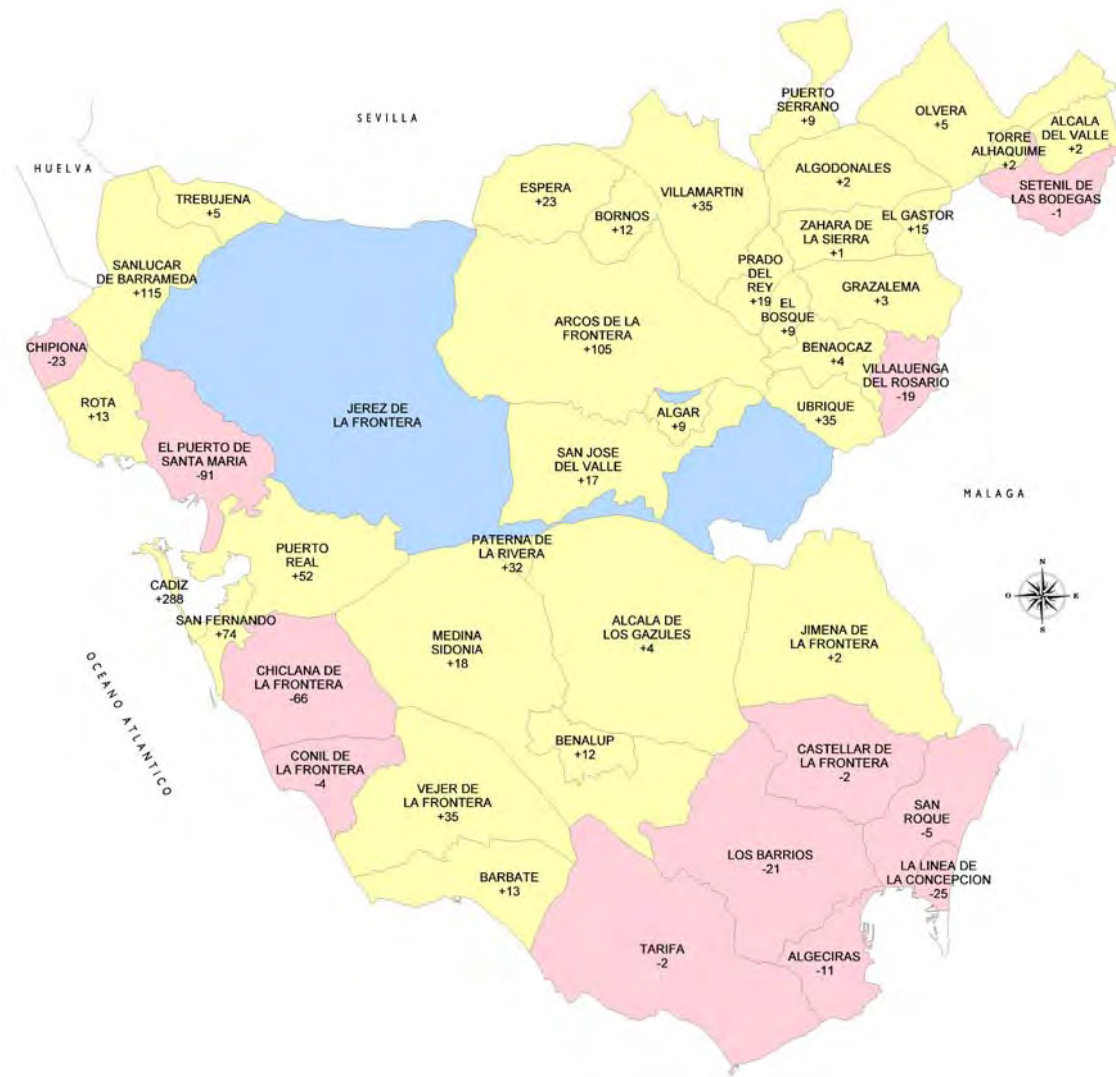 SEVILLA
HUELVA
PUERTO
SERRANO
+9
OLVERA
+5
TORRE
ALHAQUIME
+2
ALCALA
DEL VALLE
+2
SETENIL DE
LAS BODEGAS
-1
TREBUJENA
+5
ESPERA
+23
BORNOS
+12
VILLAMARTIN
+35
ALGODONALES
+2
ZAHARA DE
LA SIERRA
+1
EL GASTOR
+15
SANLUCAR
DE BARRAMEDA
+115
PRADO
DEL
REY
+19
EL
BOSQUE
+9
GRAZALEMA
+3
CHIPIONA
-23
ARCOS DE LA
FRONTERA
+105
BENAOCAZ
+4
VILLALUENGA
DEL ROSARIO
-19
ROTA
+13
JEREZ DE
LA FRONTERA
ALGAR
+9
UBRIQUE
+35
EL PUERTO DE
SANTA MARIA
-91
SAN JOSE
DEL VALLE
+17
MALAGA
PUERTO
REAL
+52
PATERNA DE
LA RIVERA
+32
N
O
E
S
CADIZ
+288
SAN FERNANDO
+74
MEDINA
SIDONIA
+18
ALCALA DE
LOS GAZULES
+4
JIMENA DE
LA FRONTERA
+2
OCEANO ATLANTICO
CHICLANA DE
LA FRONTERA
-66
CONIL DE
LA FRONTERA
-4
BENALUP
+12
CASTELLAR DE
LA FRONTERA
-2
VEJER DE
LA FRONTERA
+35
SAN
ROQUE
-5
LOS BARRIOS
-21
LA LINEA DE
LA CONCEPCION
-25
BARBATE
+13
TARIFA
-2
ALGECIRAS
-11